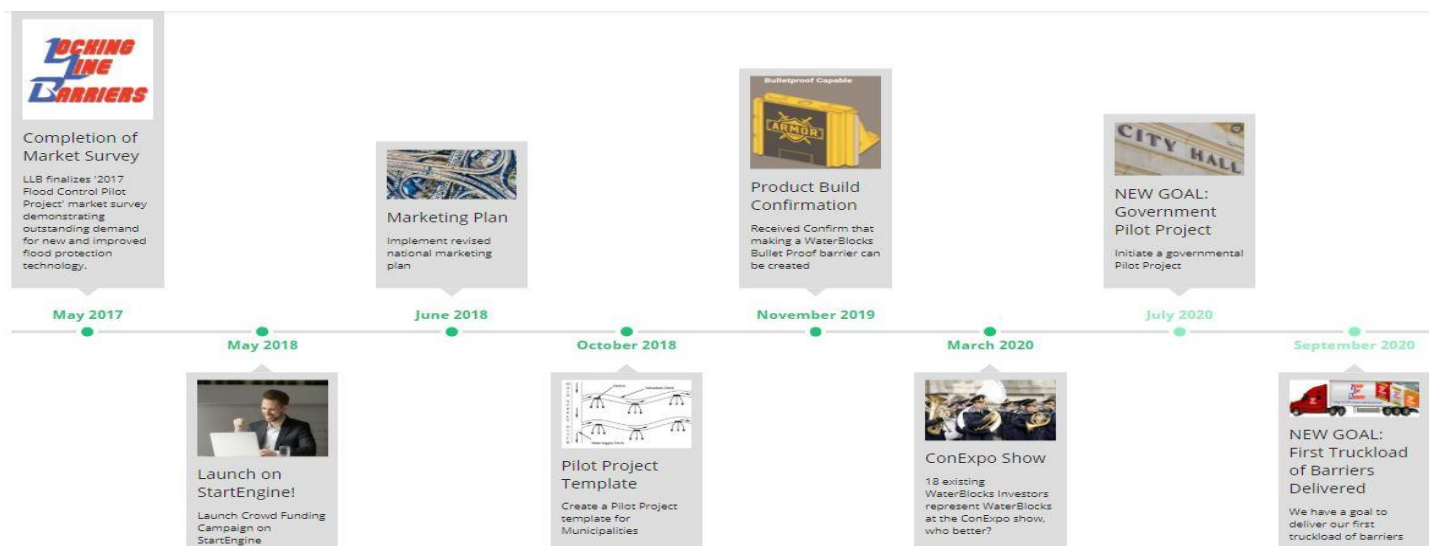 LOCKING
LINE
BARRIERS
Completion of
Market Survey
LLB finalizes '2017
Flood Control Pilot
Project' market survey
demonstrating
outstanding demand
for new and improved
flood protection
technology.
May 2017
May 2018
Launch on
StartEngine!
Launch Crowd Funding
Campaign on
StartEngine
Marketing Plan
Implement revised
national marketing
plan
June 2018
October 2018
Pilot Project
Template
Create a Pilot Project
template for
Municipalities
Bulletproof Capable
ARMOR
Product Build
Confirmation
Received Confirm that
making a WaterBlocks
Bullet Proof barrier can
be created
November 2019
March 2020
ConExpo Show
18 existing
WaterBlocks Investors
represent WaterBlocks
at the ConExpo show,
who better?
CITY HALL
NEW GOAL:
Government
Pilot Project
Initiate a governmental
Pilot Project
July 2020
September 2020
NEW GOAL:
First Truckload
of Barriers
Delivered
We have a goal to
deliver our first
truckload of barriers